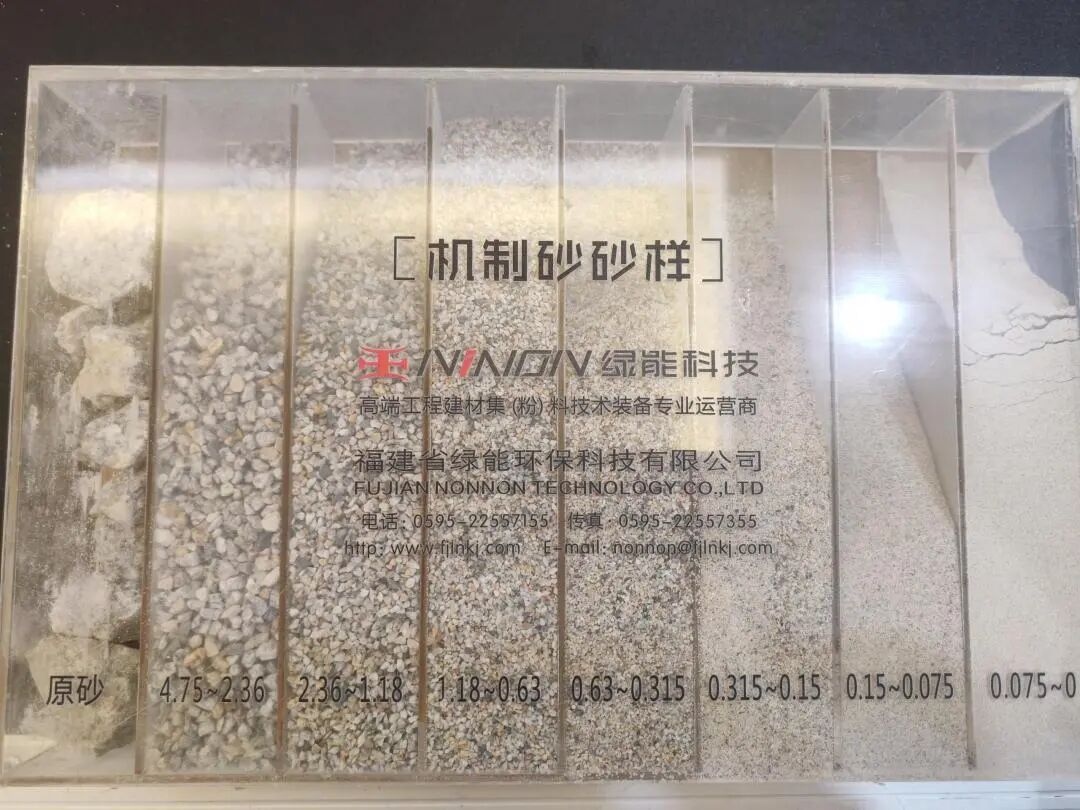 [机制砂砂样]
NNON 绿能科技
高端工程建材集(粉)料技术装备专业运营商
福建省绿能环保科技有限公司
FUJIAN NONNON TECHNOLOGY CO.,LTD
电话:0595-22557155 传真:0595-22557355
http: www.fjlnkj.com E-mail: nonnon@fjlnkj.com
原砂 4.75~2.36 2.36~1.18 1.18~0.63 0.63~0.315 0.315~0.15 0.15~0.075 0.075~0